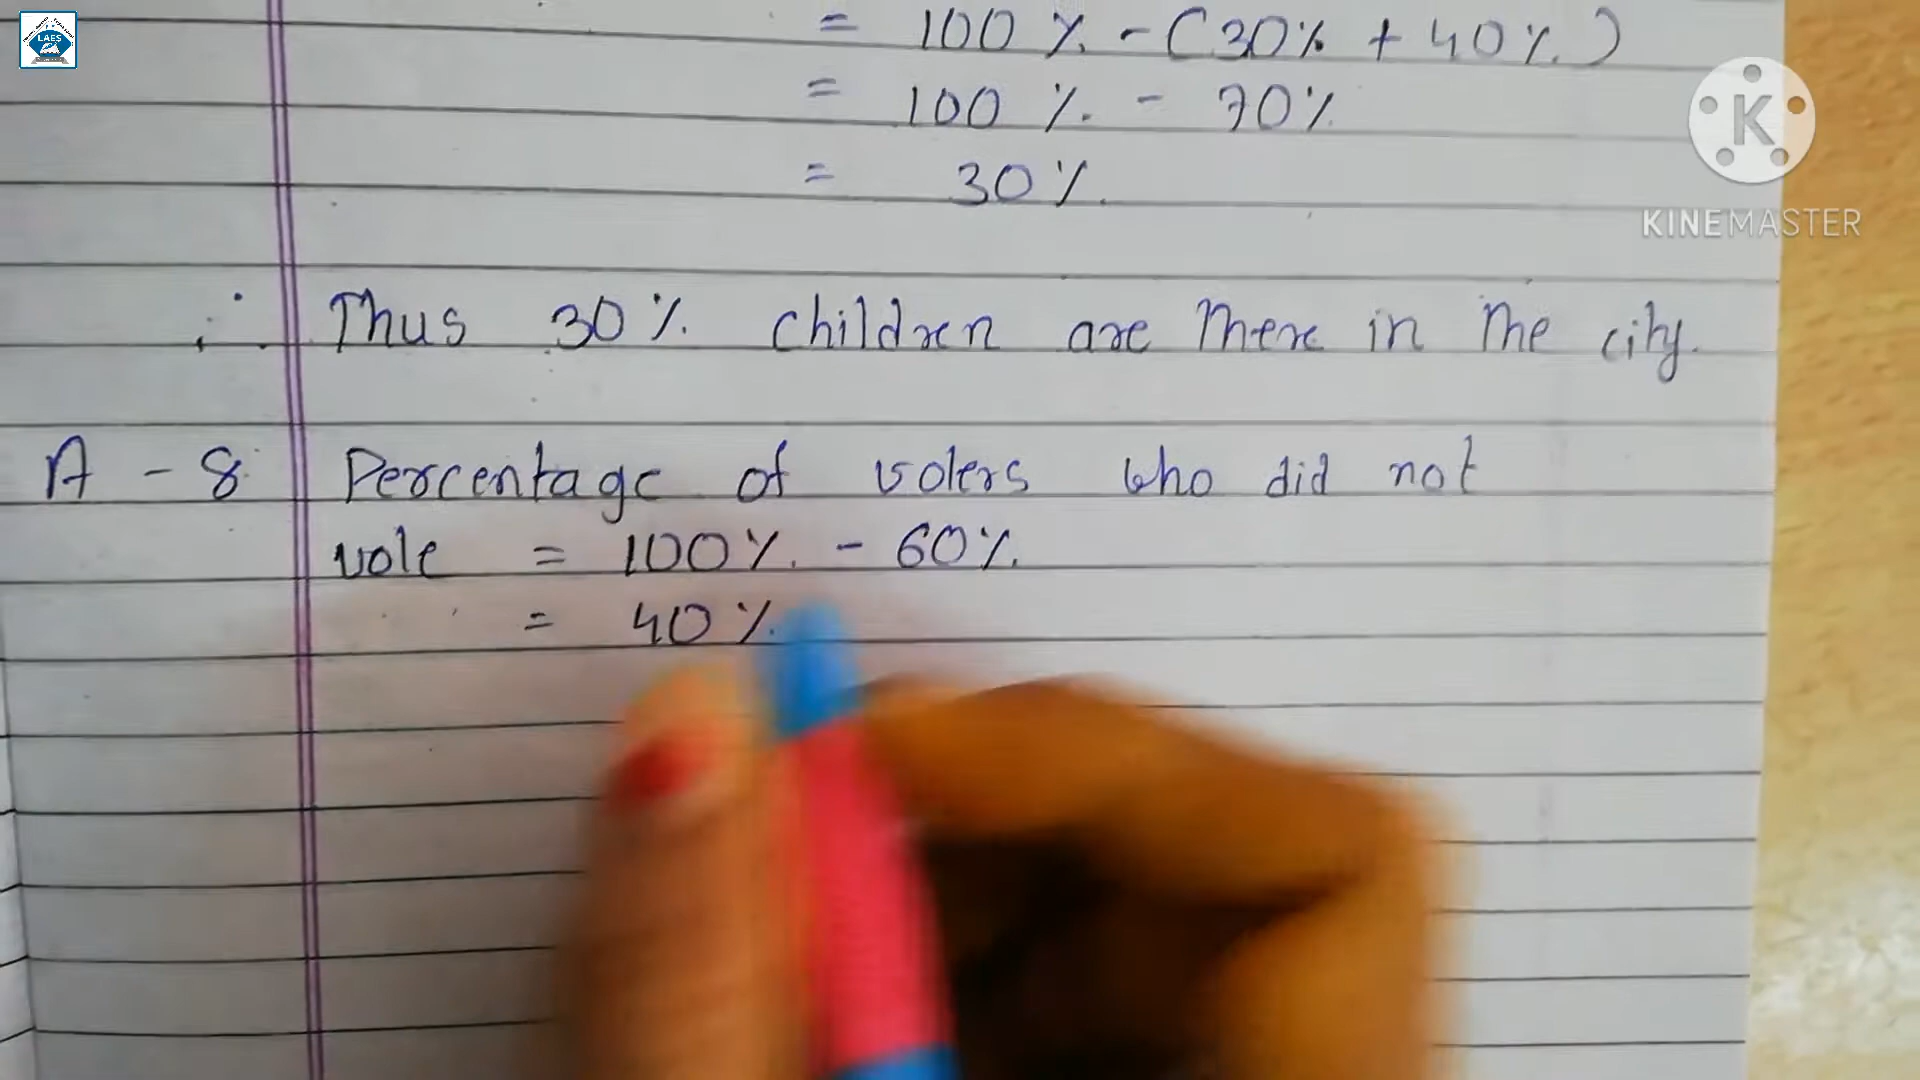 LAES
= 100 % - (30% + 40%)
= 100 % - 70%
= 30%
K
KINEMASTER
∴ Thus 30% children are there in the city.
A - 8. Percentage of voters who did not
vote = 100% - 60%
= 40%